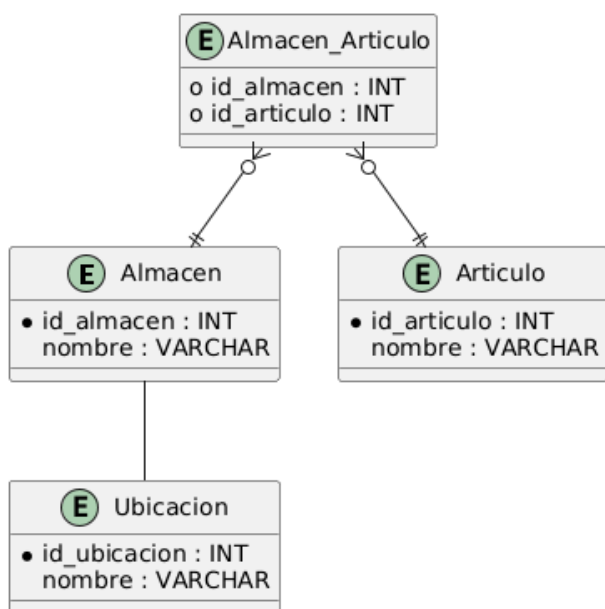 E Almacen_Articulo
o id_almacen : INT
o id_articulo : INT
E Almacen
• id_almacen : INT
nombre : VARCHAR
E Articulo
• id_articulo : INT
nombre : VARCHAR
E Ubicacion
• id_ubicacion : INT
nombre : VARCHAR